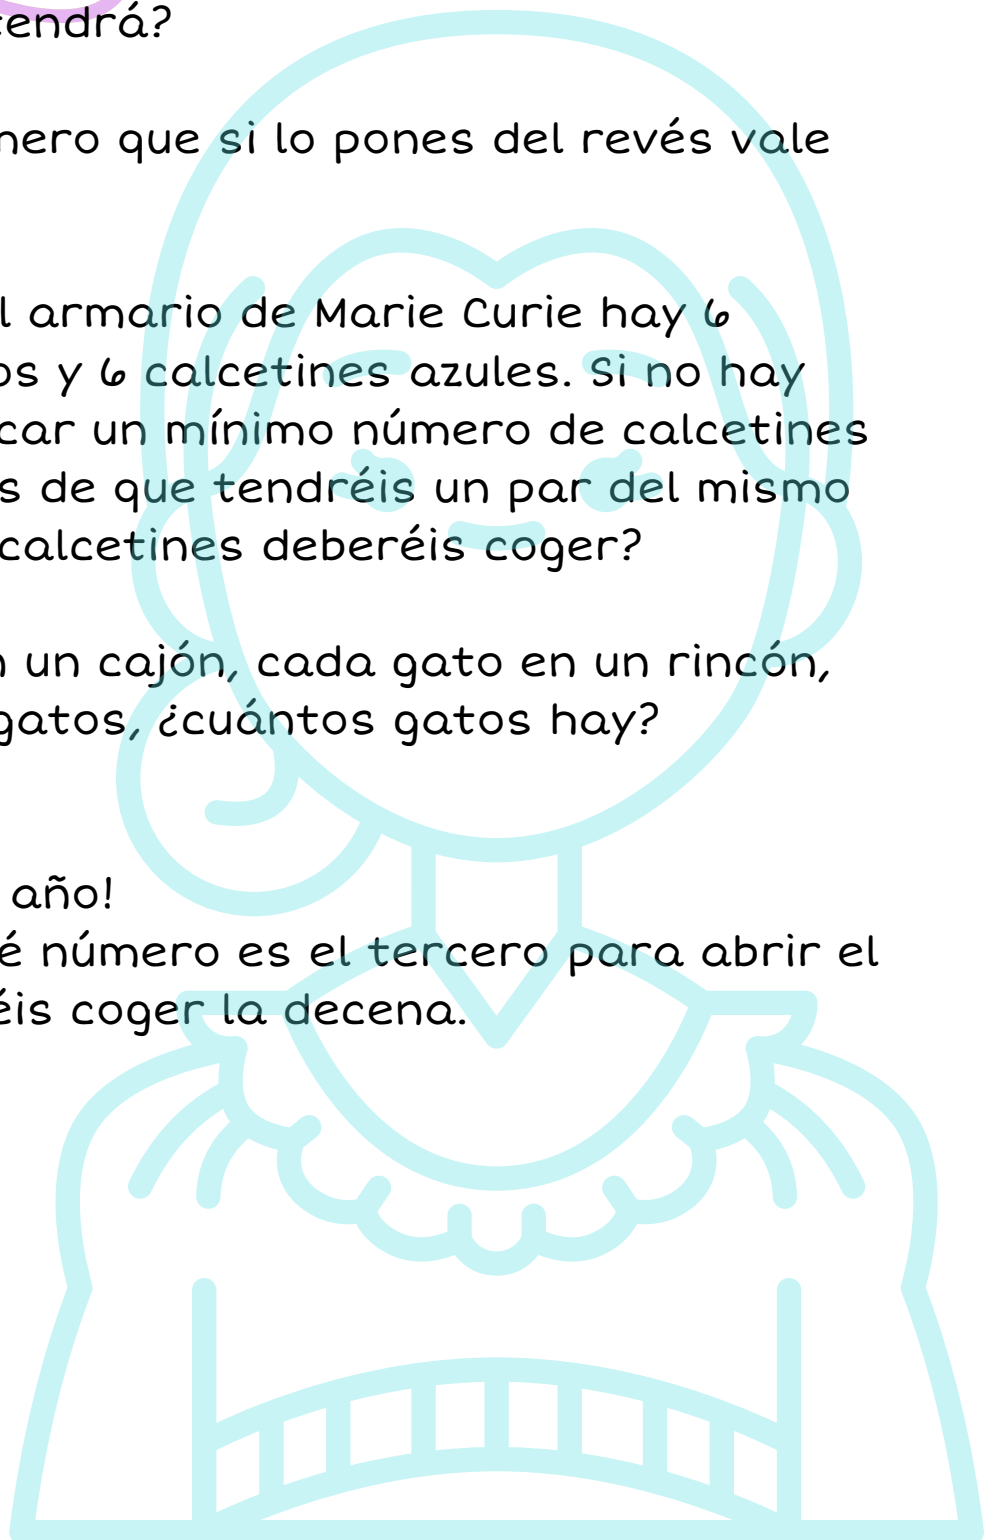 tendrá?
nero que si lo pones del revés vale
l armario de Marie Curie hay 6
os y 6 calcetines azules. Si no hay
car un mínimo número de calcetines
s de que tendréis un par del mismo
calcetines deberéis coger?
n un cajón, cada gato en un rincón,
gatos, ¿cuántos gatos hay?
año!
é número es el tercero para abrir el
éis coger la decena.